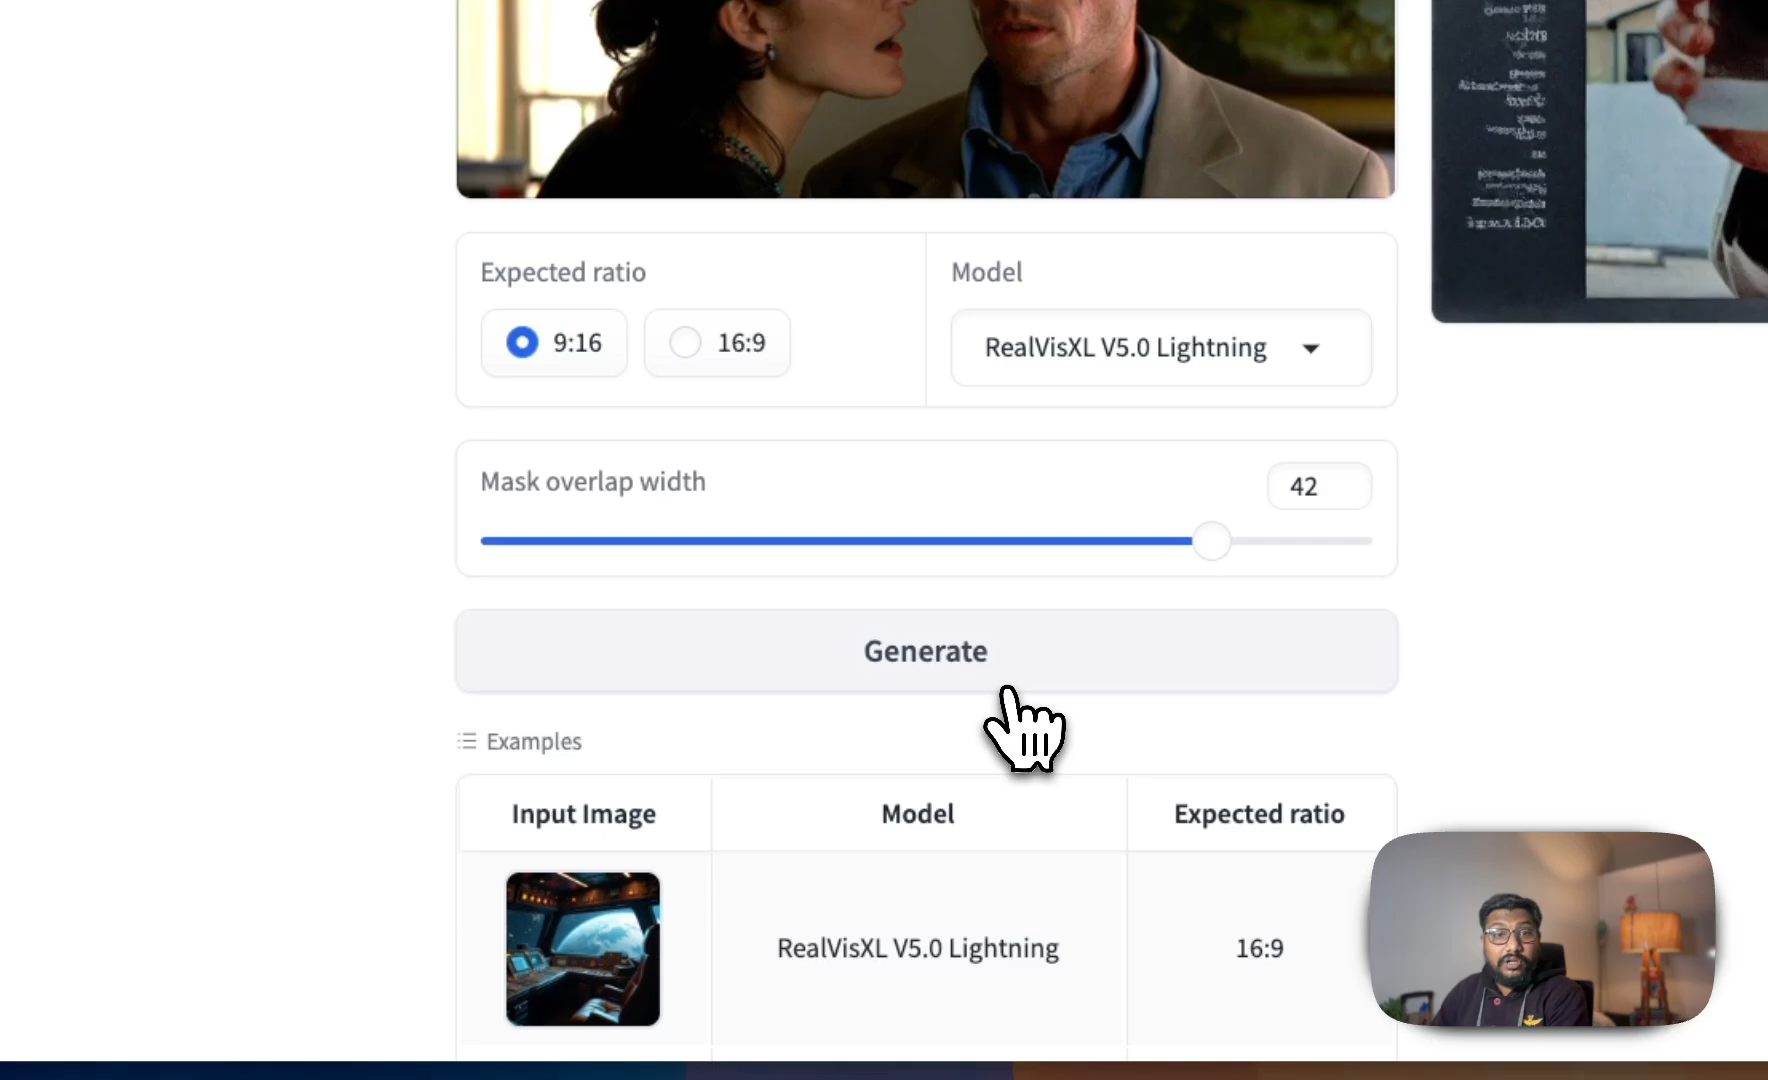 Expected ratio
Model
9:16
16:9
RealVisXL V5.0 Lightning
Mask overlap width
42
Generate
Examples
Input Image
Model
Expected ratio
RealVisXL V5.0 Lightning
16:9